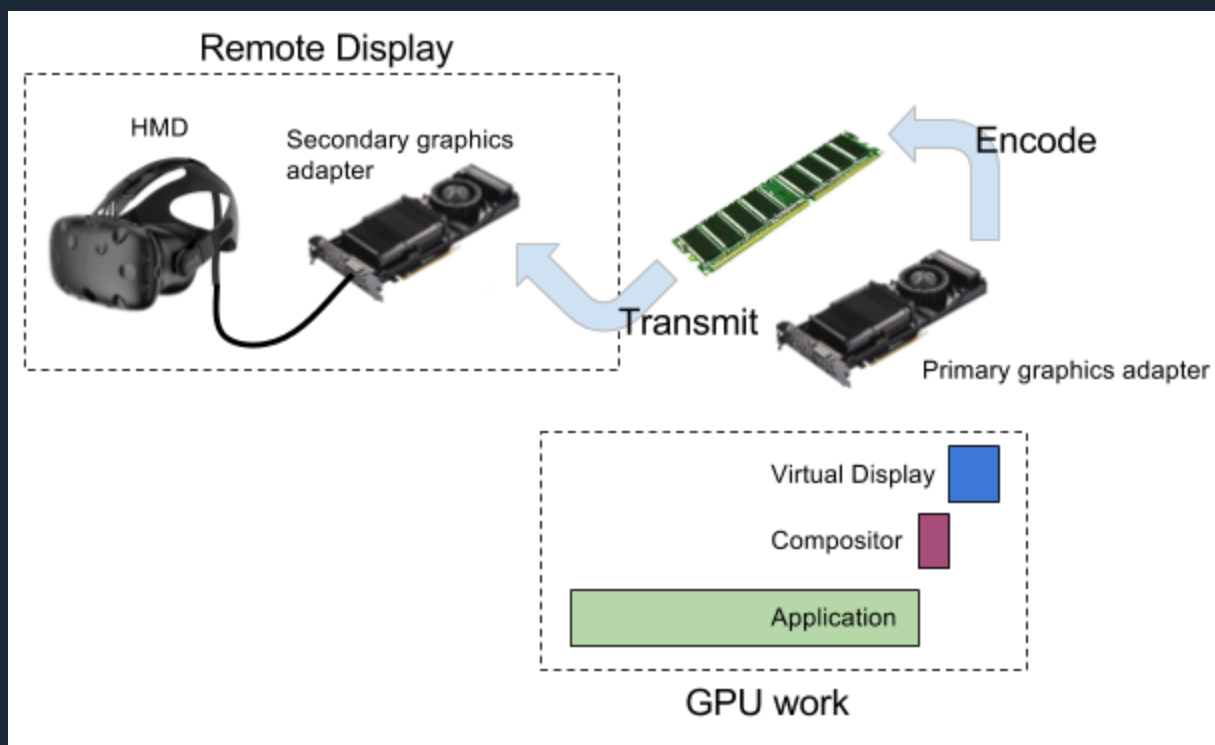 Remote Display
HMD
Secondary graphics
adapter
Encode
Transmit
Primary graphics adapter
Virtual Display
Compositor
Application
GPU work